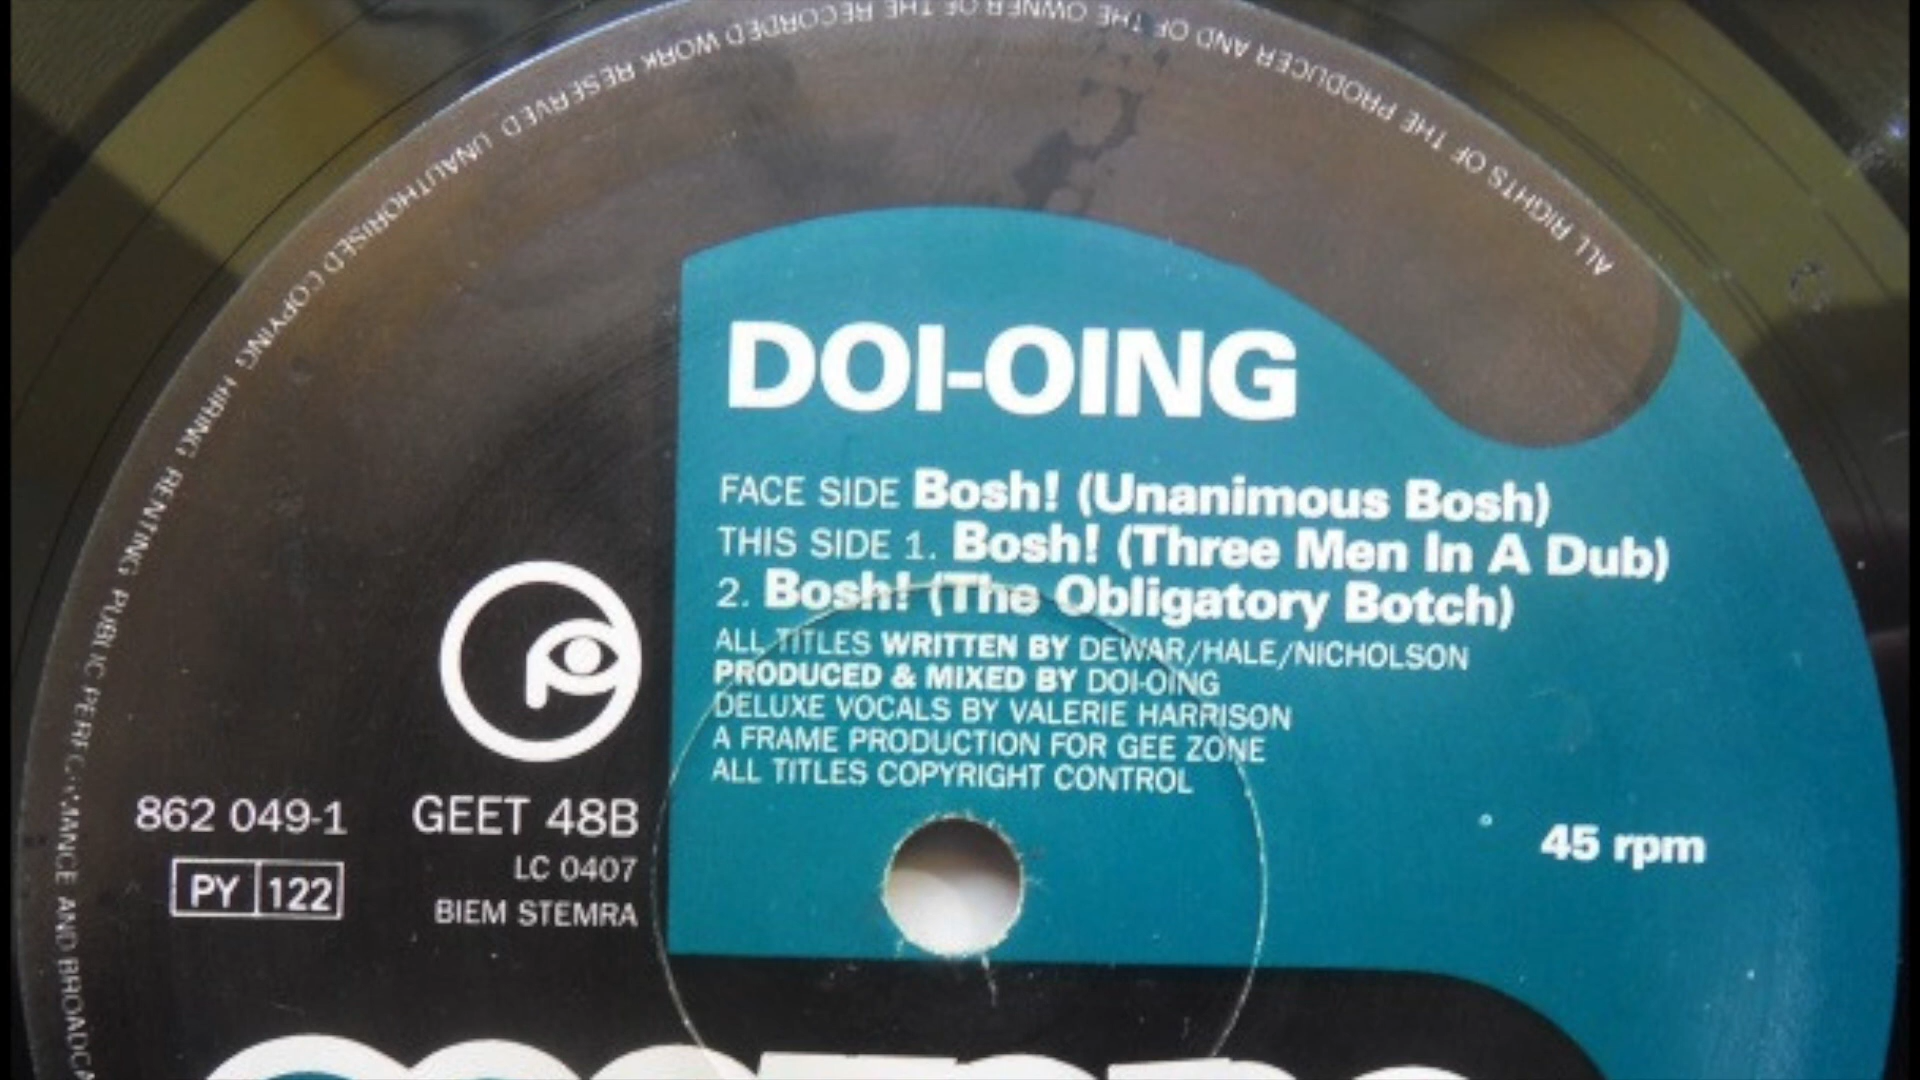 ALL RIGHTS OF THE PRODUCER AND OF THE OWNER OF THE RECORDED WORK RESERVED UNAUTHORISED COPYING HIRING RENTING PUBLIC PERFORMANCE AND
DOI-OING
FACE SIDE Bosh! (Unanimous Bosh)
THIS SIDE 1. Bosh! (Three Men In A Dub)
2. Bosh! (The Obligatory Botch)
ALL TITLES WRITTEN BY DEWAR/HALE/NICHOLSON
PRODUCED & MIXED BY DOI-OING
DELUXE VOCALS BY VALERIE HARRISON
A FRAME PRODUCTION FOR GEE ZONE
ALL TITLES COPYRIGHT CONTROL
862 049-1 GEET 48B
LC 0407
PY 122
BIEM STEMRA
45 rpm